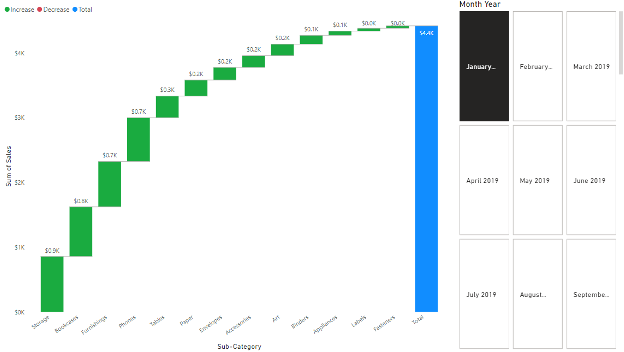 Increase Decrease Total
Month Year
$4K
$3K
$2K
$1K
$0K
Sum of Sales
$0.9K
$0.8K
$0.7K
$0.7K
$0.3K
$0.2K
$0.2K
$0.2K
$0.2K
$0.1K
$0.1K
$0.0K
$0.0K
$4.4K
Storage
Bookcases
Furnishings
Phones
Tables
Paper
Envelopes
Accessories
Art
Binders
Appliances
Labels
Fasteners
Total
Sub-Category
January...
February...
March 2019
April 2019
May 2019
June 2019
July 2019
August...
Septembe...